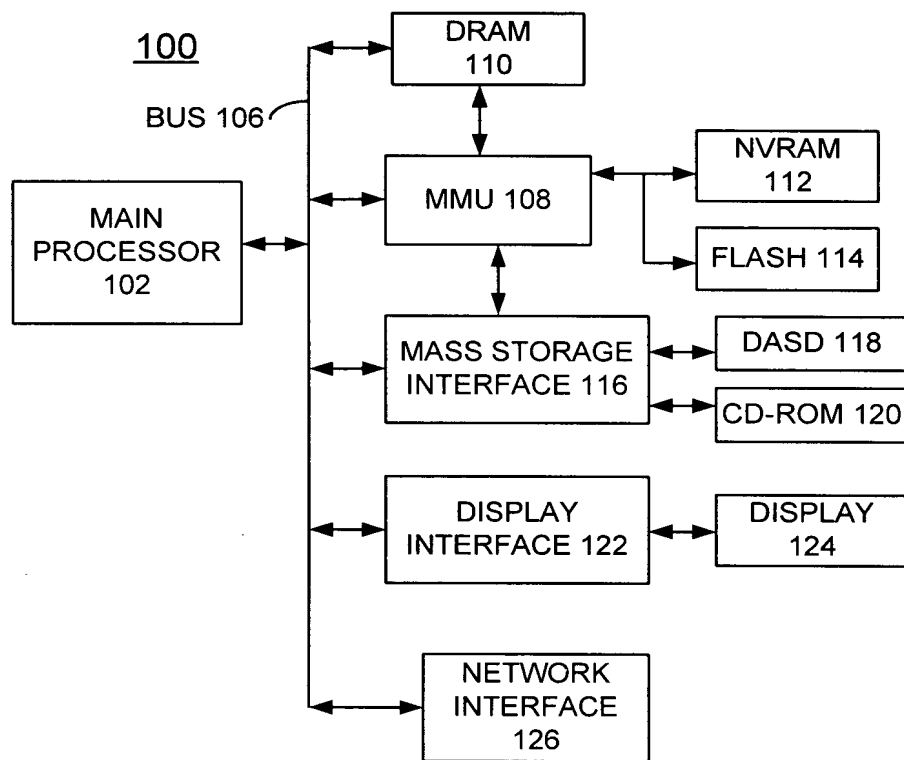 100
BUS 106
DRAM
110
MMU 108
NVRAM
112
FLASH 114
MAIN
PROCESSOR
102
MASS STORAGE
INTERFACE 116
DASD 118
CD-ROM 120
DISPLAY
INTERFACE 122
DISPLAY
124
NETWORK
INTERFACE
126